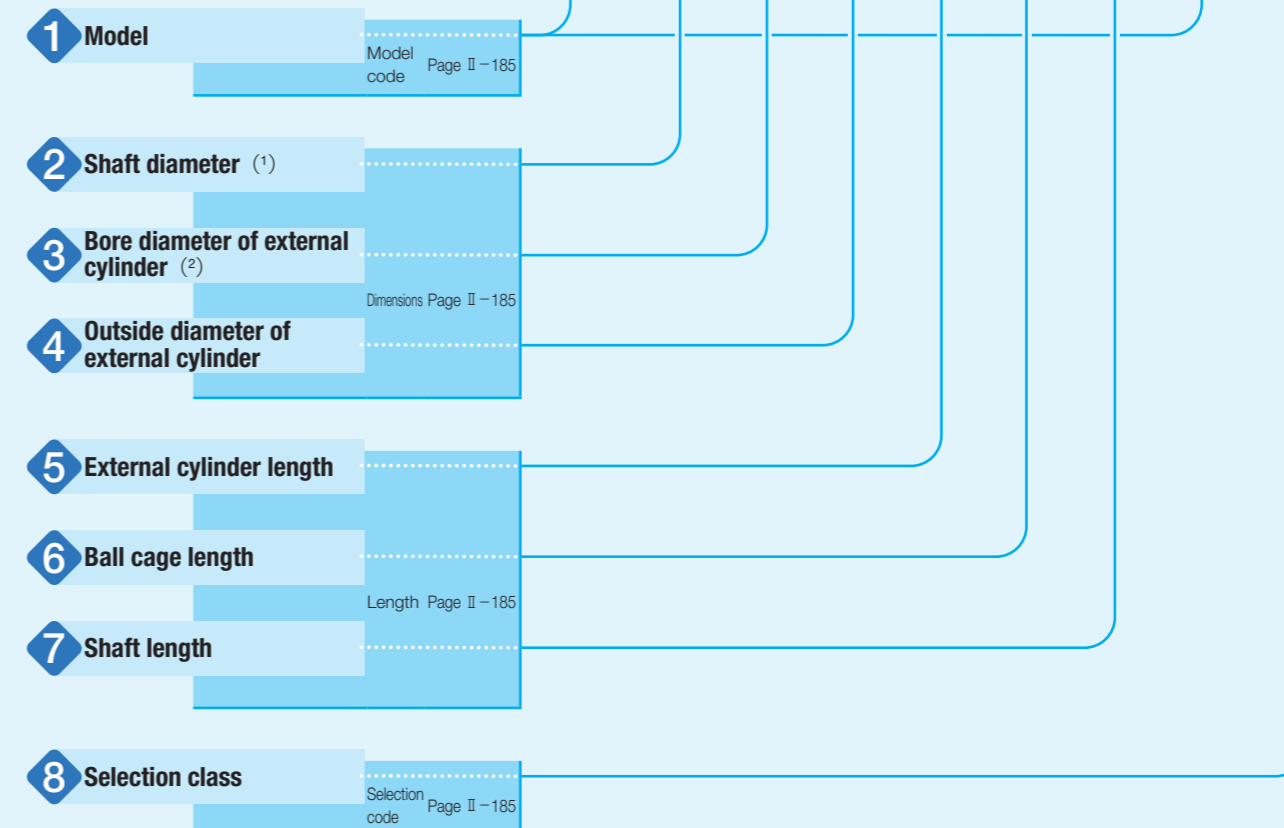 1 Model
Model
code
Page Ⅱ－185
2 Shaft diameter (¹)
3 Bore diameter of external
cylinder (²)
Dimensions Page Ⅱ－185
4 Outside diameter of
external cylinder
5 External cylinder length
6 Ball cage length
Length Page Ⅱ－185
7 Shaft length
8 Selection class
Selection
code
Page Ⅱ－185